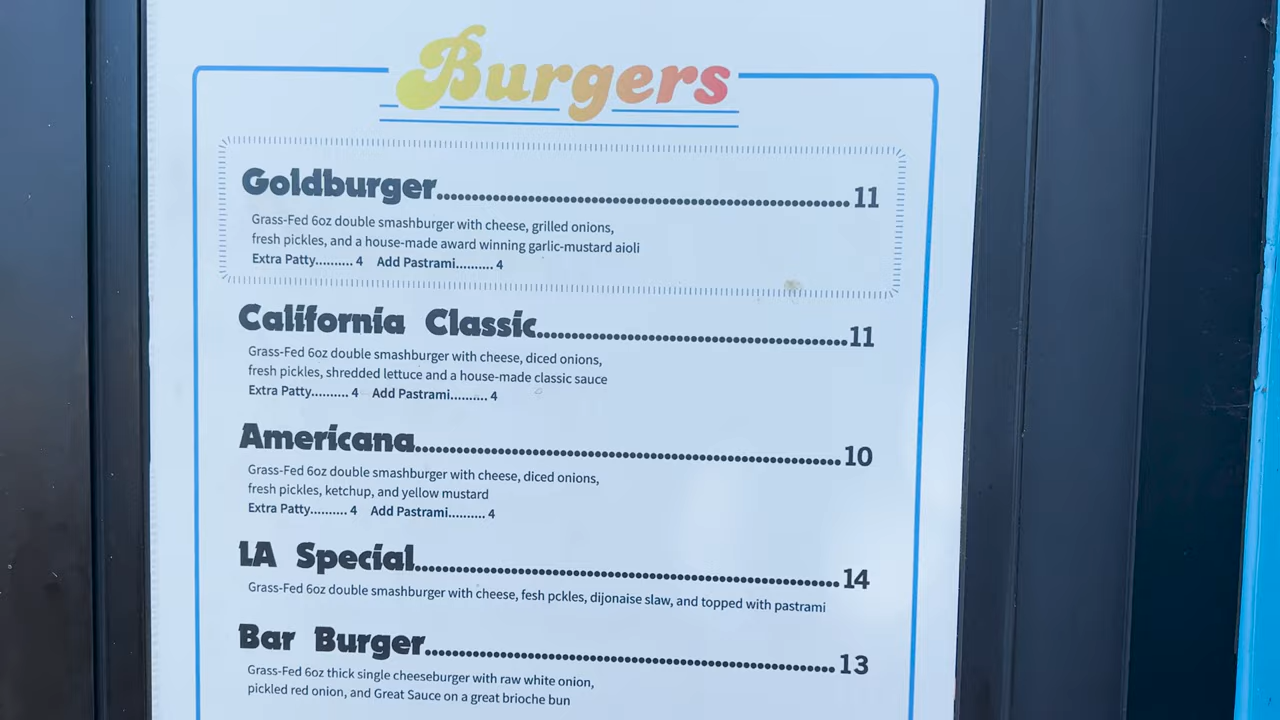 Burgers
Goldburger.......................................................11
Grass-Fed 6oz double smashburger with cheese, grilled onions,
fresh pickles, and a house-made award winning garlic-mustard aioli
Extra Patty.......... 4 Add Pastrami.......... 4
California Classic..........................................11
Grass-Fed 6oz double smashburger with cheese, diced onions,
fresh pickles, shredded lettuce and a house-made classic sauce
Extra Patty.......... 4 Add Pastrami.......... 4
Americana.........................................................10
Grass-Fed 6oz double smashburger with cheese, diced onions,
fresh pickles, ketchup, and yellow mustard
Extra Patty.......... 4 Add Pastrami.......... 4
LA Special.........................................................14
Grass-Fed 6oz double smashburger with cheese, fesh pckles, dijonaise slaw, and topped with pastrami
Bar Burger.......................................................13
Grass-Fed 6oz thick single cheeseburger with raw white onion,
pickled red onion, and Great Sauce on a great brioche bun